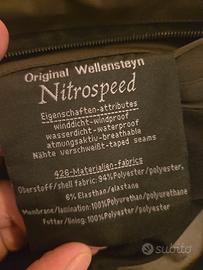 Original Wellensteyn
Nitrospeed
Eigenschaften-attributes
winddicht-windproof
wasserdicht-waterproof
atmungsaktiv-breathable
Nähte verschweißt-taped seams
428-Materialien-fabrics
Oberstoff/shell fabric: 94% Polyester/polyester,
6% Elasthan/elastane
Membrane/lamination: 100% Polyurethan/polyurethane
Futter/lining: 100% Polyester/polyester
subito